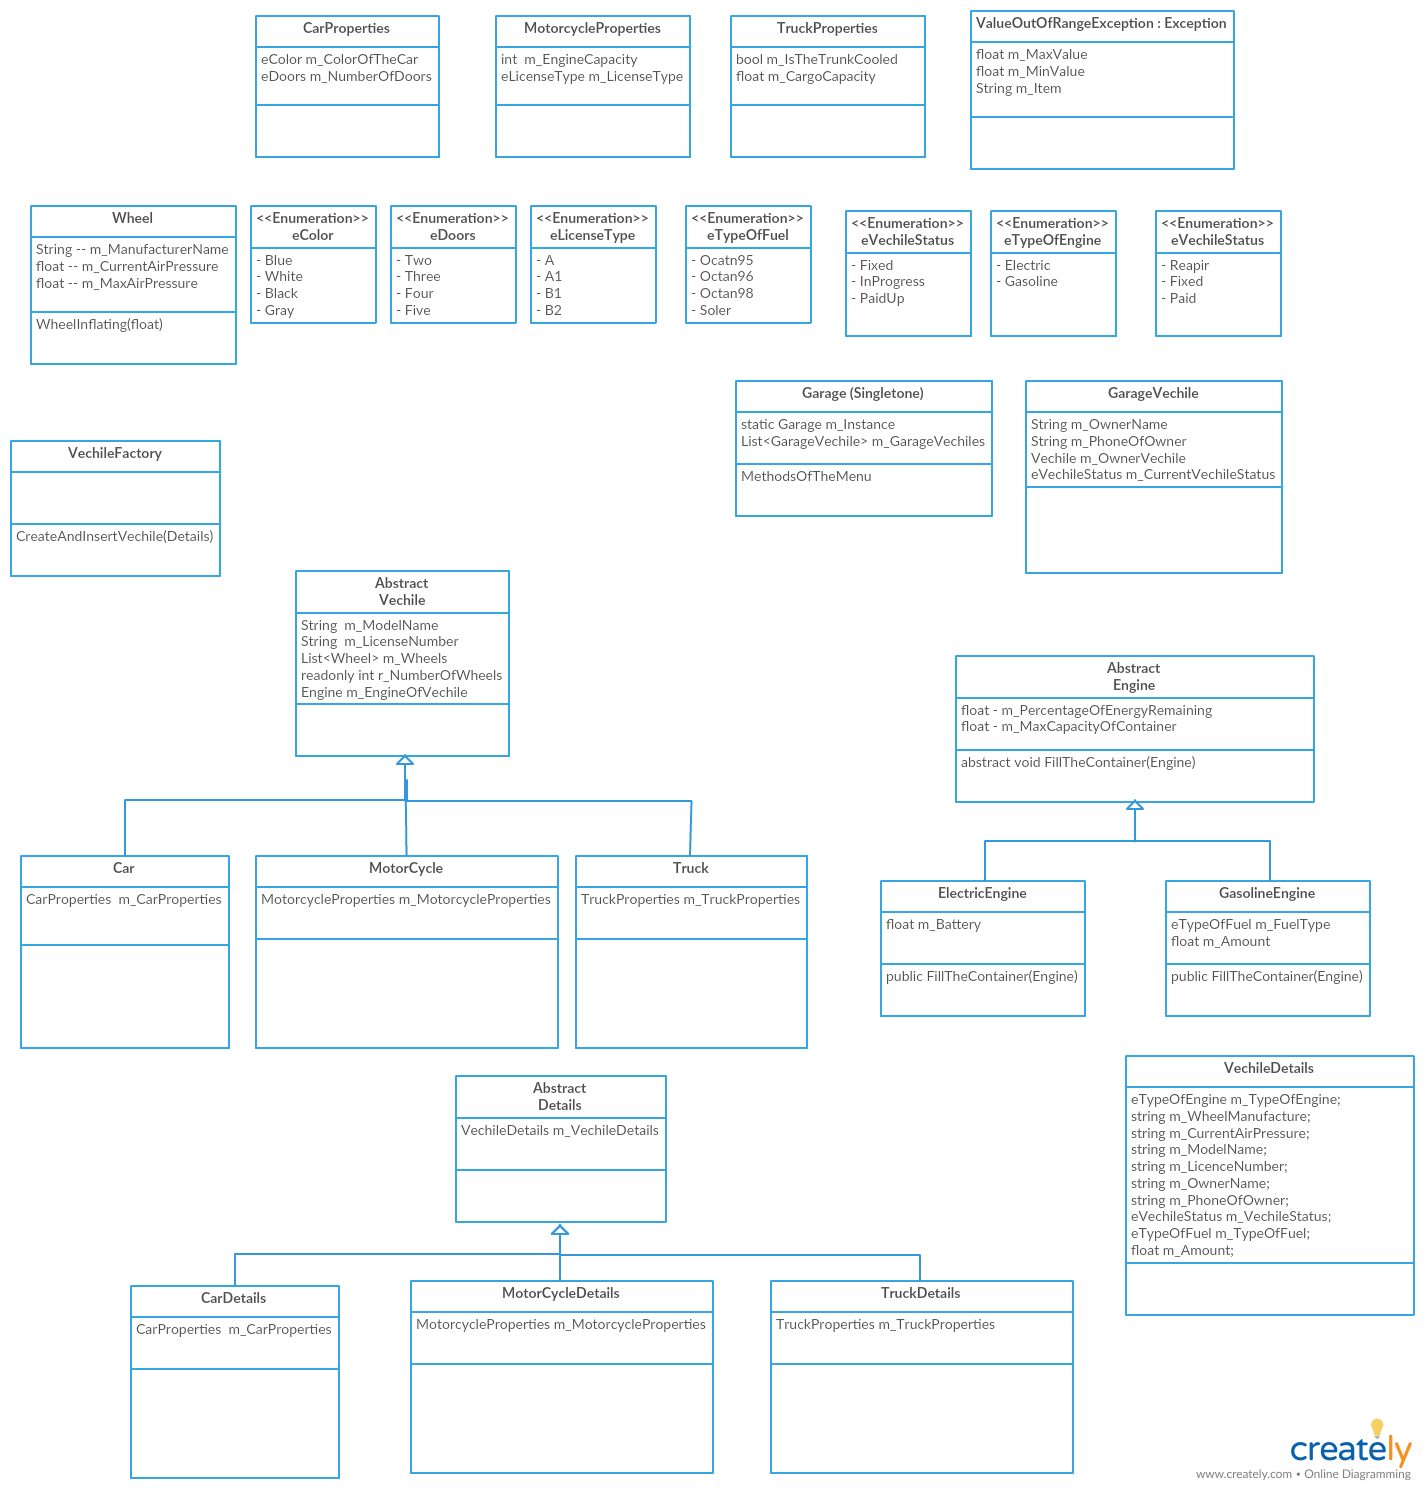 CarProperties
eColor m_ColorOfTheCar
eDoors m_NumberOfDoors
MotorcycleProperties
int  m_EngineCapacity
eLicenseType m_LicenseType
TruckProperties
bool m_IsTheTrunkCooled
float m_CargoCapacity
ValueOutOfRangeException : Exception
float m_MaxValue
float m_MinValue
String m_Item
Wheel
String -- m_ManufacturerName
float -- m_CurrentAirPressure
float -- m_MaxAirPressure
WheelInflating(float)
<<Enumeration>>
eColor
- Blue
- White
- Black
- Gray
<<Enumeration>>
eDoors
- Two
- Three
- Four
- Five
<<Enumeration>>
eLicenseType
- A
- A1
- B1
- B2
<<Enumeration>>
eTypeOfFuel
- Ocatn95
- Octan96
- Octan98
- Soler
<<Enumeration>>
eVechileStatus
- Fixed
- InProgress
- PaidUp
<<Enumeration>>
eTypeOfEngine
- Electric
- Gasoline
<<Enumeration>>
eVechileStatus
- Reapir
- Fixed
- Paid
Garage (Singletone)
static Garage m_Instance
List<GarageVechile> m_GarageVechiles
MethodsOfTheMenu
GarageVechile
String m_OwnerName
String m_PhoneOfOwner
Vechile m_OwnerVechile
eVechileStatus m_CurrentVechileStatus
VechileFactory
CreateAndInsertVechile(Details)
Abstract
Vechile
String  m_ModelName
String  m_LicenseNumber
List<Wheel> m_Wheels
readonly int r_NumberOfWheels
Engine m_EngineOfVechile
Abstract
Engine
float - m_PercentageOfEnergyRemaining
float - m_MaxCapacityOfContainer
abstract void FillTheContainer(Engine)
Car
CarProperties  m_CarProperties
MotorCycle
MotorcycleProperties m_MotorcycleProperties
Truck
TruckProperties m_TruckProperties
ElectricEngine
float m_Battery
public FillTheContainer(Engine)
GasolineEngine
eTypeOfFuel m_FuelType
float m_Amount
public FillTheContainer(Engine)
Abstract
Details
VechileDetails m_VechileDetails
VechileDetails
eTypeOfEngine m_TypeOfEngine;
string m_WheelManufacture;
string m_CurrentAirPressure;
string m_ModelName;
string m_LicenceNumber;
string m_OwnerName;
string m_PhoneOfOwner;
eVechileStatus m_VechileStatus;
eTypeOfFuel m_TypeOfFuel;
float m_Amount;
CarDetails
CarProperties  m_CarProperties
MotorCycleDetails
MotorcycleProperties m_MotorcycleProperties
TruckDetails
TruckProperties m_TruckProperties
creately
www.creately.com • Online Diagramming